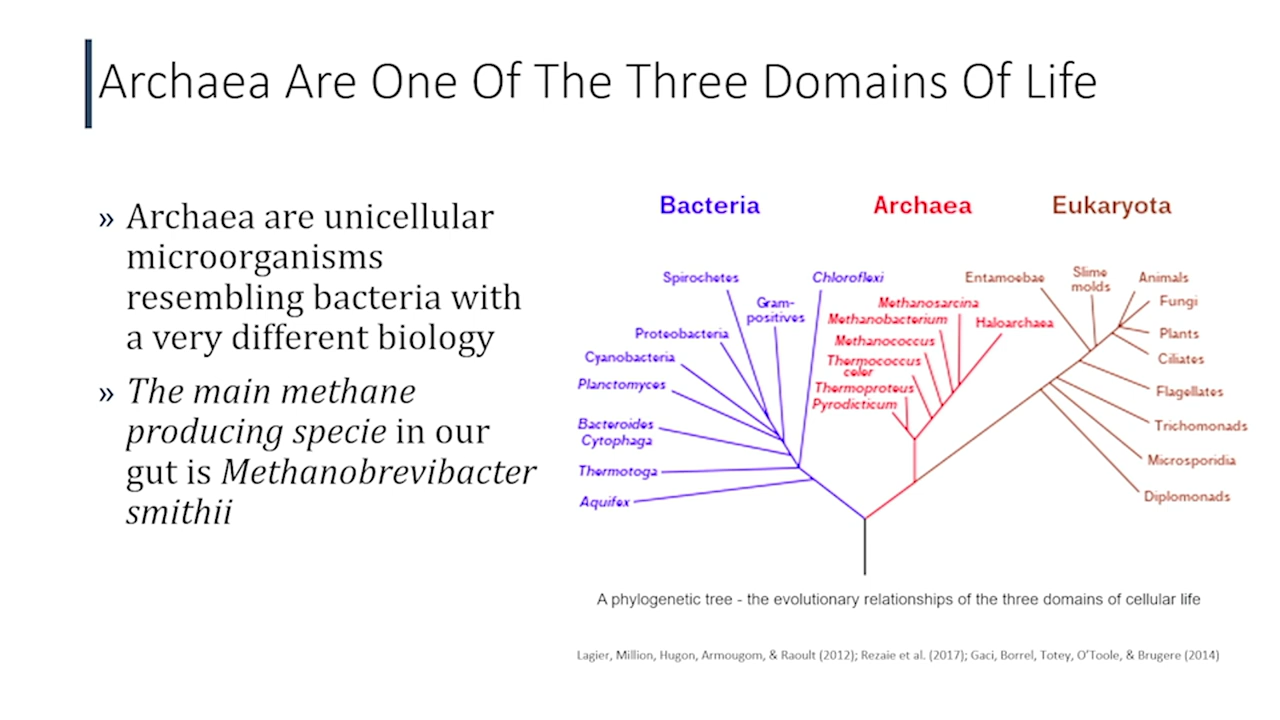 Archaea Are One Of The Three Domains Of Life
» Archaea are unicellular
microorganisms
resembling bacteria with
a very different biology
» The main methane
producing specie in our
gut is Methanobrevibacter
smithii
Bacteria
Archaea
Eukaryota
Spirochetes
Chloroflexi
Gram-
positives
Proteobacteria
Cyanobacteria
Planctomyces
Bacteroides
Cytophaga
Thermotoga
Aquifex
Methanosarcina
Methanobacterium
Haloarchaea
Methanococcus
Thermococcus
celer
Thermoproteus
Pyrodicticum
Entamoebae
Slime
molds
Animals
Fungi
Plants
Ciliates
Flagellates
Trichomonads
Microsporidia
Diplomonads
A phylogenetic tree - the evolutionary relationships of the three domains of cellular life
Lagier, Million, Hugon, Armougom, & Raoult (2012); Rezaie et al. (2017); Gaci, Borrel, Totey, O'Toole, & Brugere (2014)